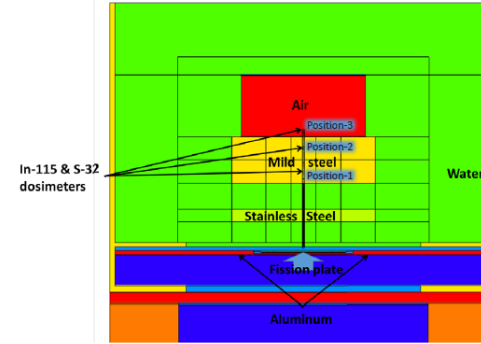 Air
Position-3
Position-2
Mild steel
In-115 & S-32
dosimeters
Position-1
Water
Stainless Steel
Fission plate
Aluminum